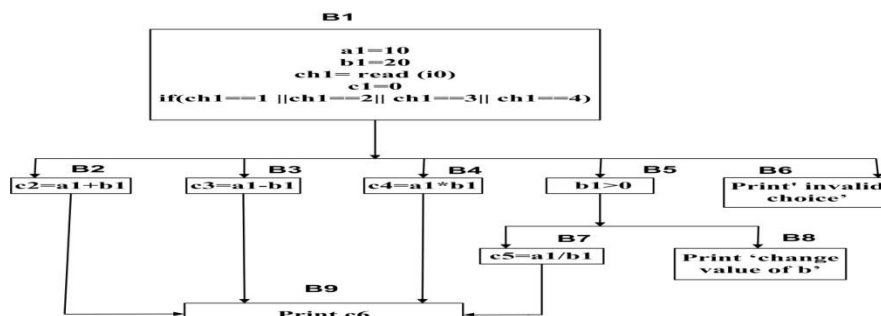 B1
a1=10
b1=20
ch1= read (i0)
c1=0
if(ch1==1 ||ch1==2|| ch1==3|| ch1==4)
B2
B3
B4
B5
B6
c2=a1+b1
c3=a1-b1
c4=a1*b1
b1>0
Print' invalid
choice’
B7
B8
c5=a1/b1
Print ‘change
value of b’
B9
Print c6